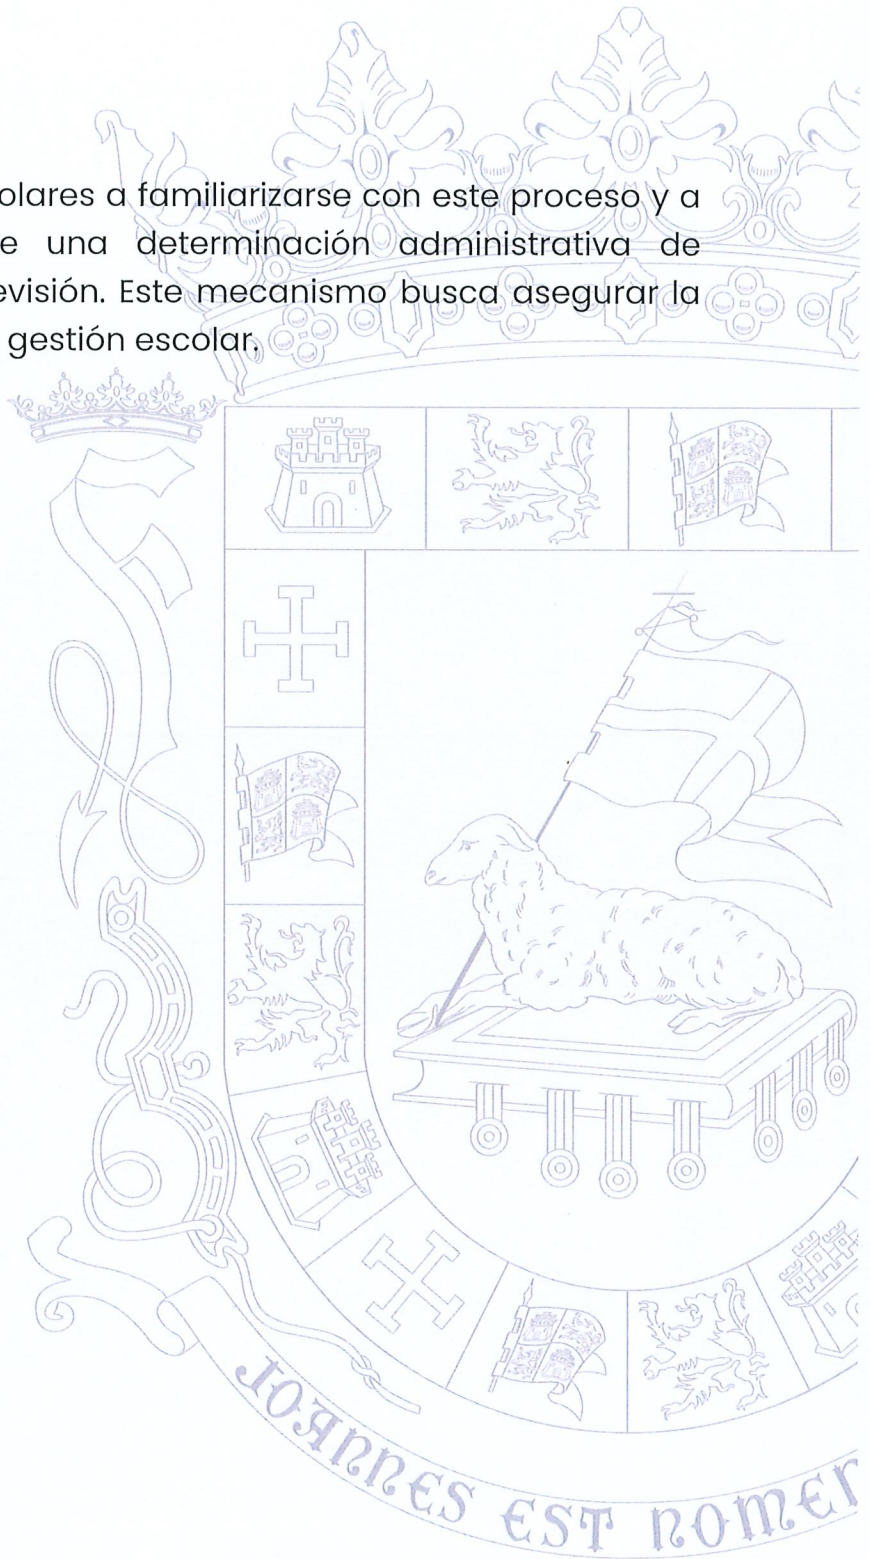 olares a familiarizarse con este proceso y a
e una determinación administrativa de
evisión. Este mecanismo busca asegurar la
gestión escolar.
JOANNES EST NOMEN